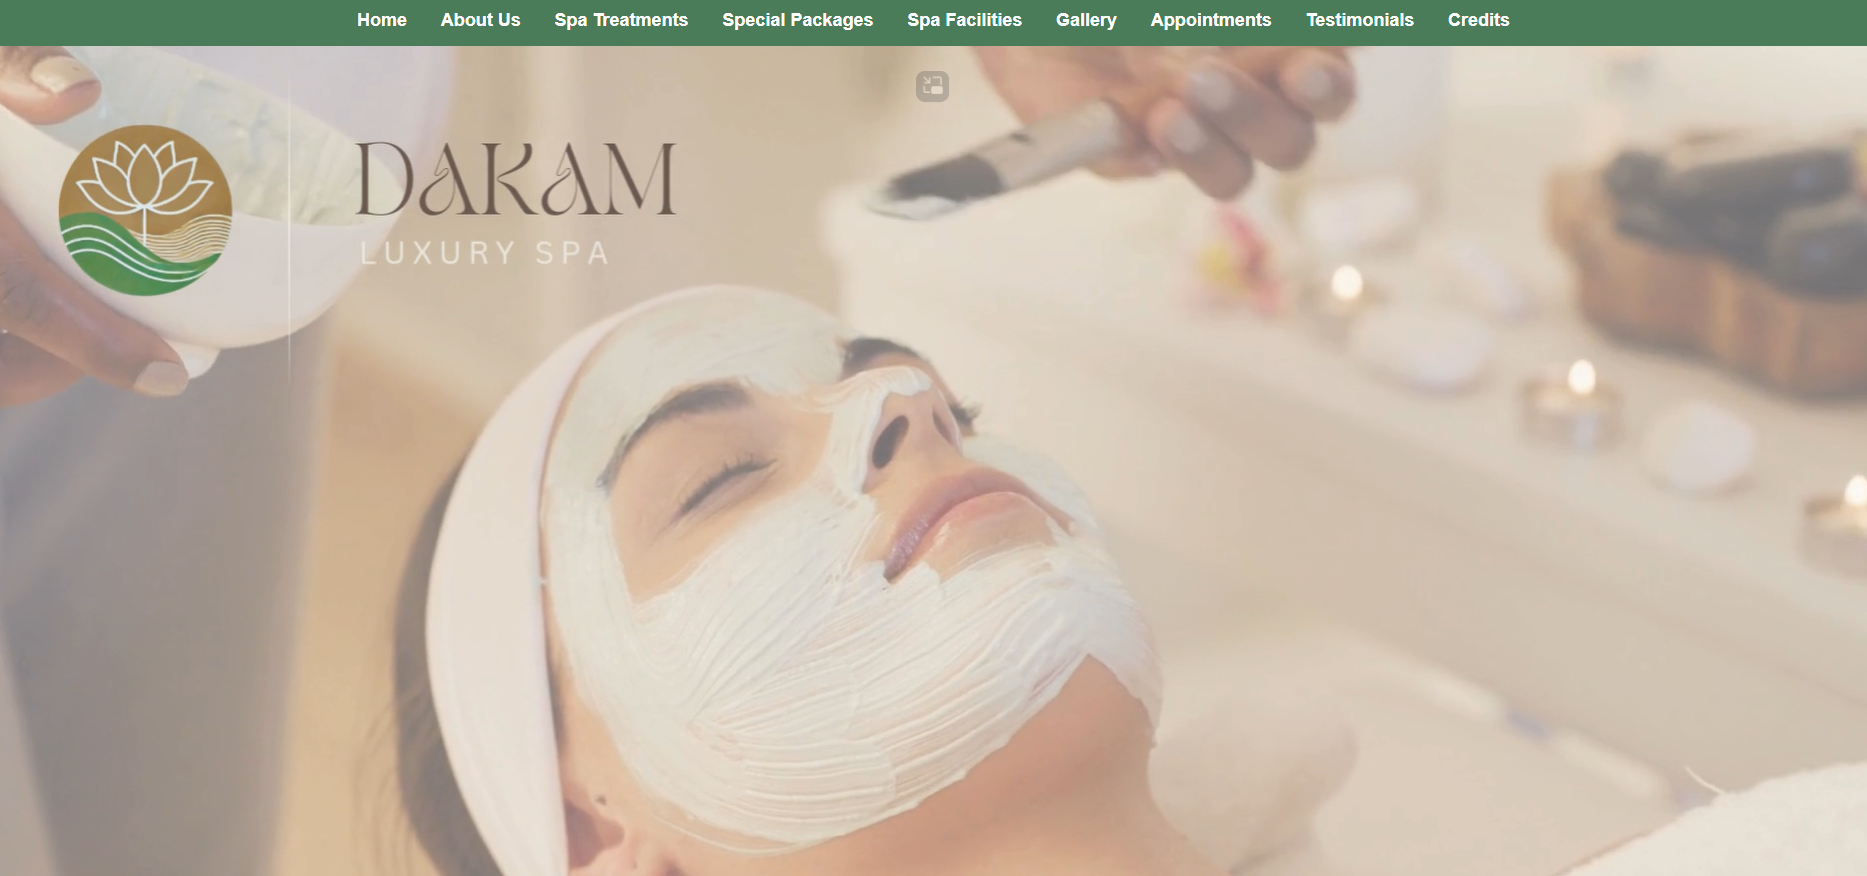 Home About Us Spa Treatments Special Packages Spa Facilities Gallery Appointments Testimonials Credits
DAKAM
LUXURY SPA